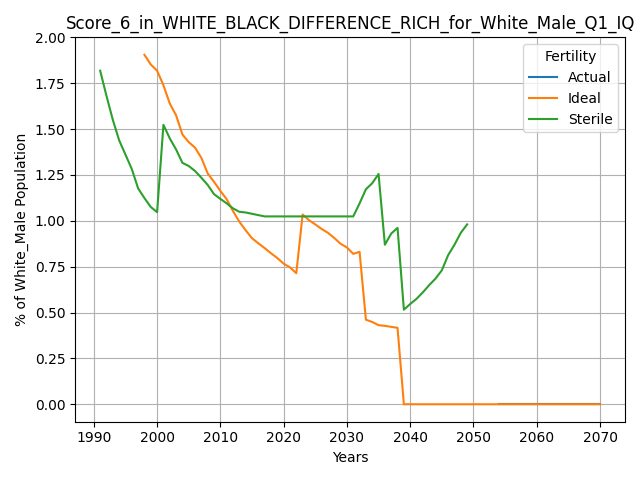 Score_6_in_WHITE_BLACK_DIFFERENCE_RICH_for_White_Male_Q1_IQ
% of White_Male Population
2.00
1.75
1.50
1.25
1.00
0.75
0.50
0.25
0.00
Fertility
Actual
Ideal
Sterile
1990 2000 2010 2020 2030 2040 2050 2060 2070
Years